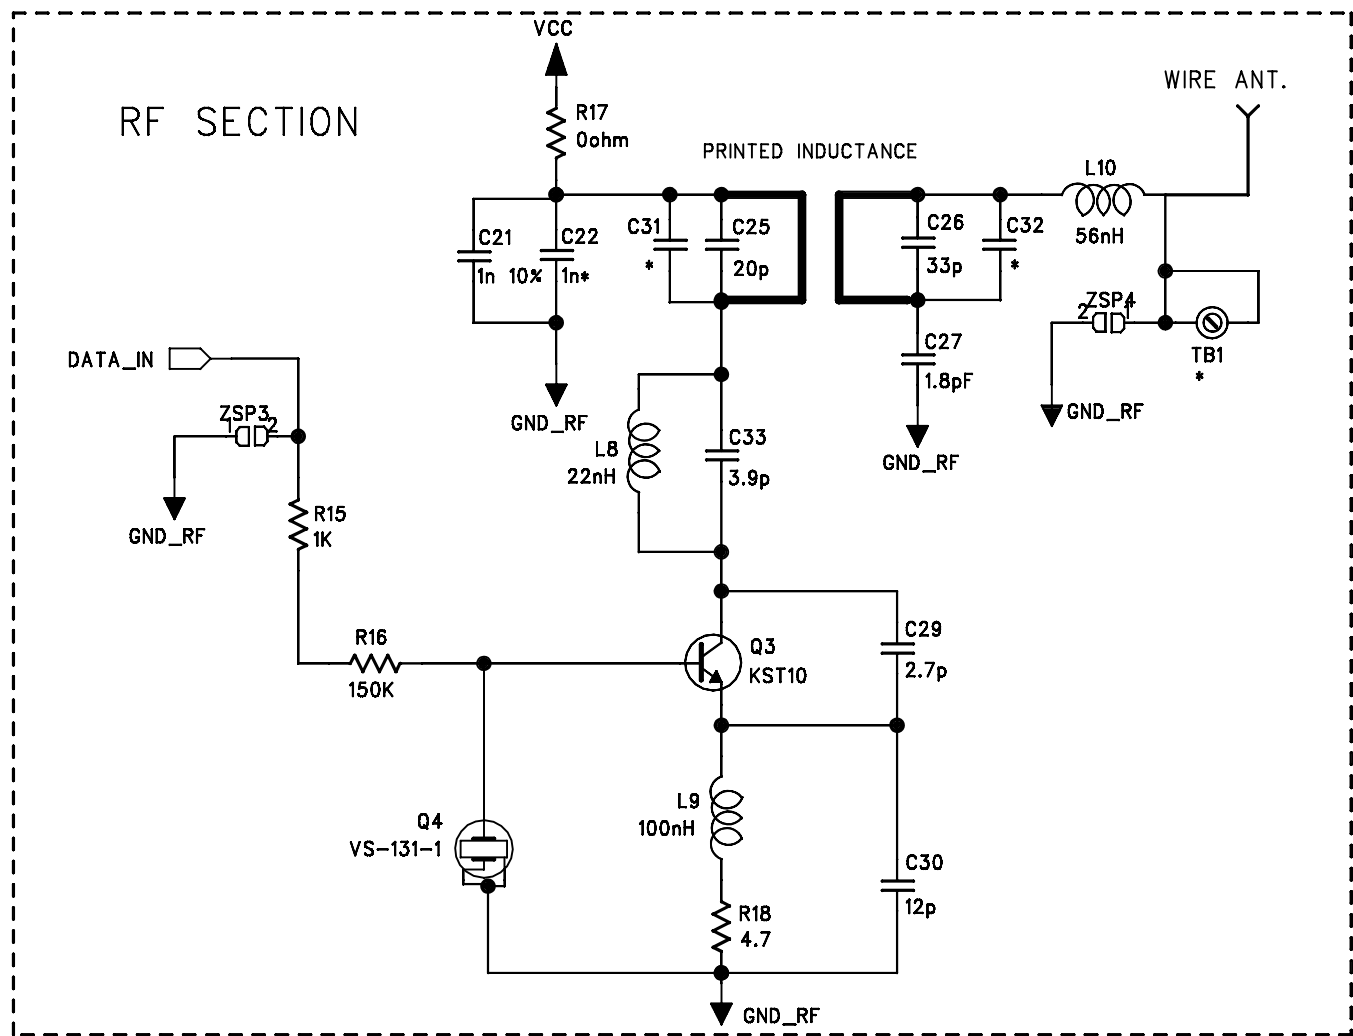 VCC
WIRE ANT.
RF SECTION
R17
0ohm
PRINTED INDUCTANCE
L10
56nH
C21
1n 10%
C22
1n*
C31
*
C25
20p
C26
33p
C32
*
ZSP4
2 1
TB1
*
GND_RF
C27
1.8pF
GND_RF
GND_RF
DATA_IN
ZSP3
1 2
GND_RF
R15
1K
L8
22nH
C33
3.9p
R16
150K
Q3
KST10
C29
2.7p
Q4
VS-131-1
L9
100nH
C30
12p
R18
4.7
GND_RF